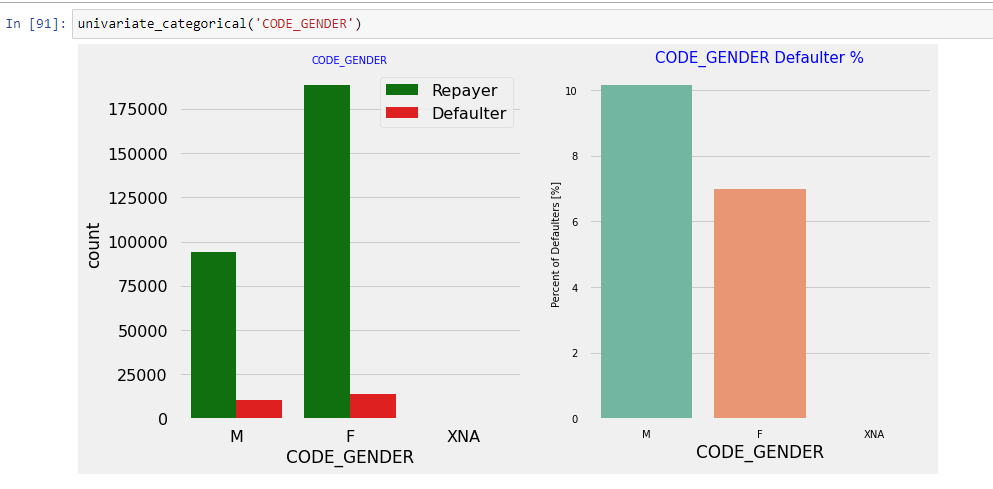 In [91]: univariate_categorical('CODE_GENDER')
CODE_GENDER
Repayer
Defaulter
175000
150000
125000
100000
75000
50000
25000
0
count
M F XNA
CODE_GENDER
CODE_GENDER Defaulter %
10
8
6
4
2
0
Percent of Defaulters [%]
M F XNA
CODE_GENDER